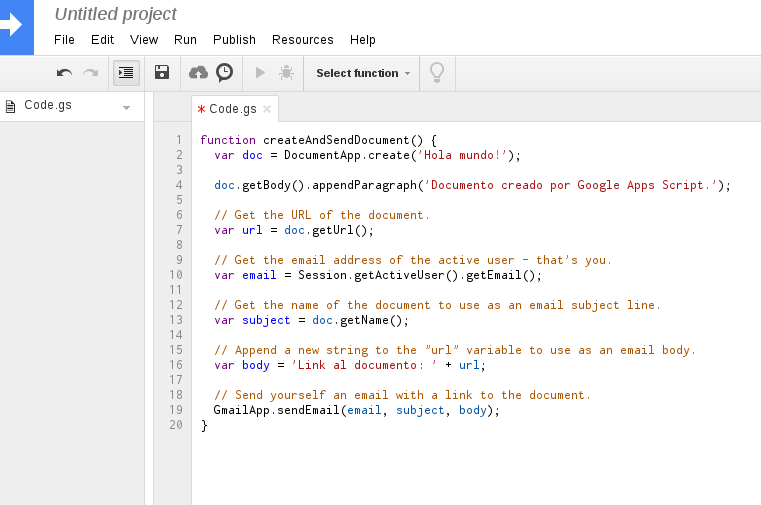 Untitled project
File Edit View Run Publish Resources Help
Select function
Code.gs
* Code.gs ×
1 function createAndSendDocument() {
2 var doc = DocumentApp.create('Hola mundo!');
3
4 doc.getBody().appendParagraph('Documento creado por Google Apps Script.');
5
6 // Get the URL of the document.
7 var url = doc.getUrl();
8
9 // Get the email address of the active user - that's you.
10 var email = Session.getActiveUser().getEmail();
11
12 // Get the name of the document to use as an email subject line.
13 var subject = doc.getName();
14
15 // Append a new string to the "url" variable to use as an email body.
16 var body = 'Link al documento: ' + url;
17
18 // Send yourself an email with a link to the document.
19 GmailApp.sendEmail(email, subject, body);
20 }